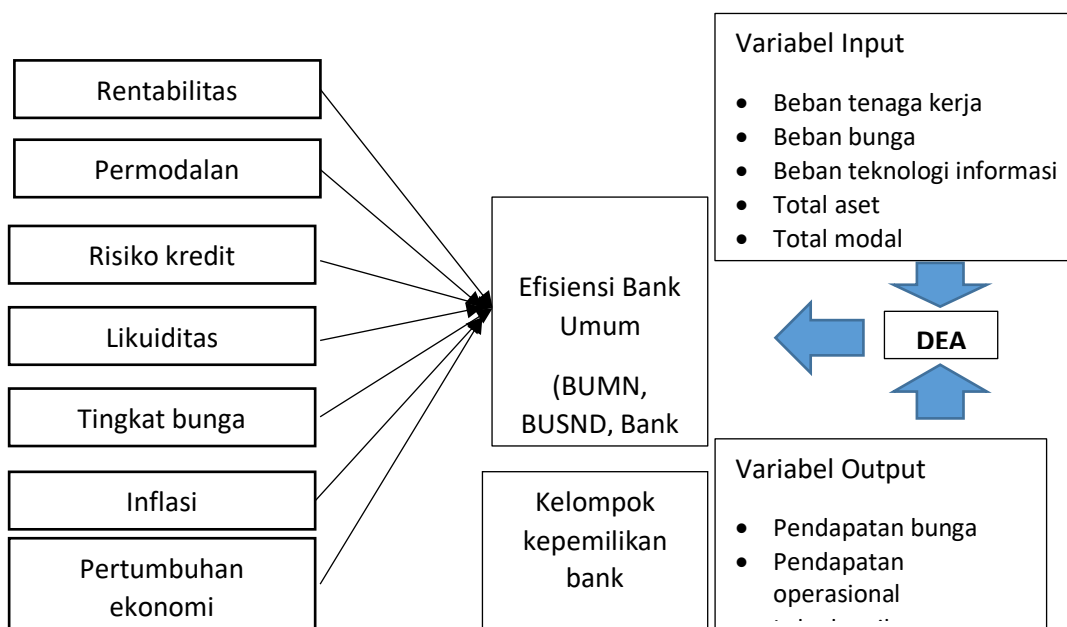 Rentabilitas
Permodalan
Risiko kredit
Likuiditas
Tingkat bunga
Inflasi
Pertumbuhan
ekonomi
Efisiensi Bank
Umum
(BUMN,
BUSND, Bank
Kelompok
kepemilikan
bank
Variabel Input
• Beban tenaga kerja
• Beban bunga
• Beban teknologi informasi
• Total aset
• Total modal
DEA
Variabel Output
• Pendapatan bunga
• Pendapatan
operasional